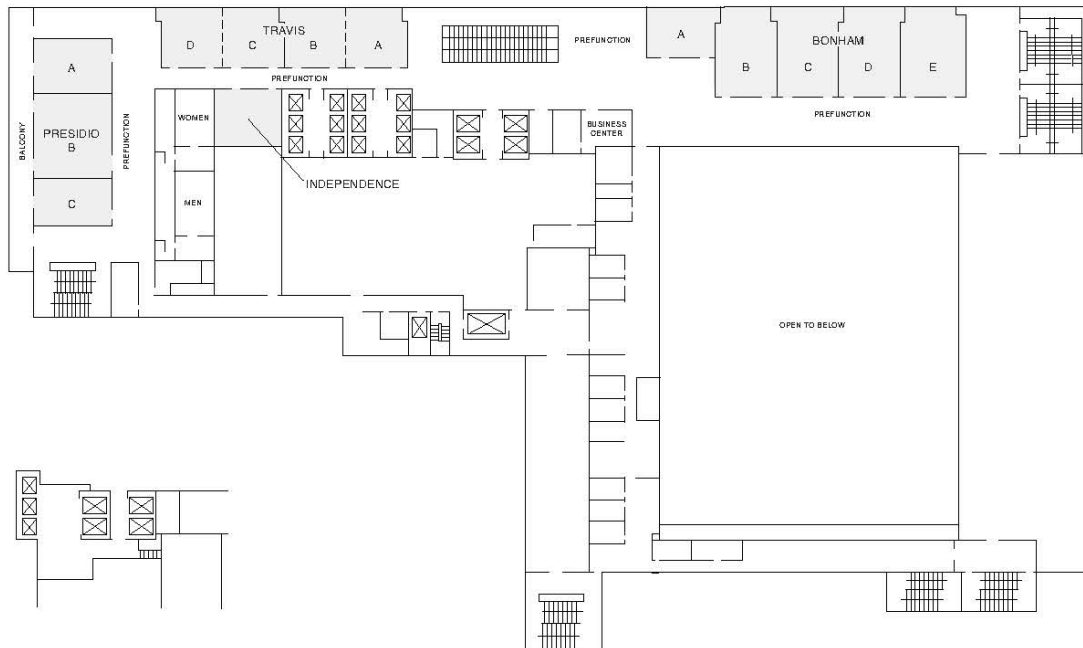 TRAVIS
D
C
B
A
PREFUNCTION
PREFUNCTION
A
BONHAM
B
C
D
E
PREFUNCTION
A
PRESIDIO
B
C
BALCONY
PREFUNCTION
WOMEN
MEN
INDEPENDENCE
BUSINESS
CENTER
OPEN TO BELOW